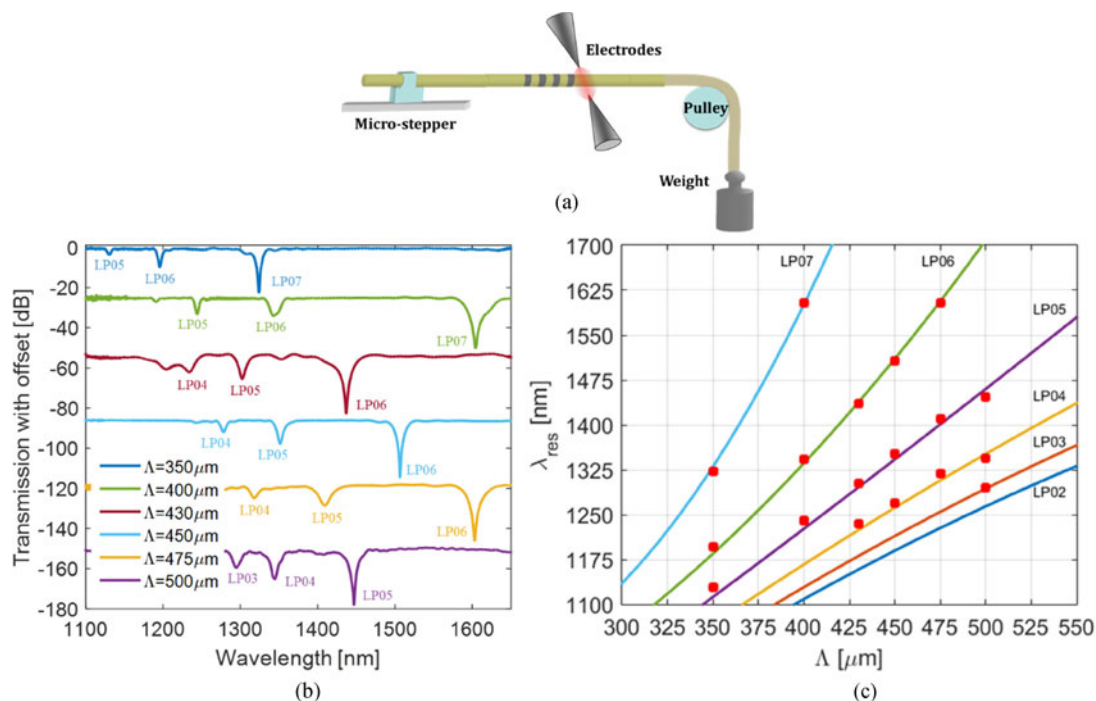 Electrodes
Micro-stepper
Pulley
Weight
(a)
0
-20
-40
-60
-80
-100
-120
-140
-160
-180
Transmission with offset [dB]
LP05
LP06
LP07
LP05
LP06
LP07
LP04
LP05
LP06
LP04
LP05
LP06
LP04
LP05
LP06
LP03
LP04
LP05
Λ=350μm
Λ=400μm
Λ=430μm
Λ=450μm
Λ=475μm
Λ=500μm
1100 1200 1300 1400 1500 1600
Wavelength [nm]
(b)
1700
1625
1550
1475
1400
1325
1250
1175
1100
λres [nm]
LP07
LP06
LP05
LP04
LP03
LP02
300 325 350 375 400 425 450 475 500 525 550
Λ [μm]
(c)